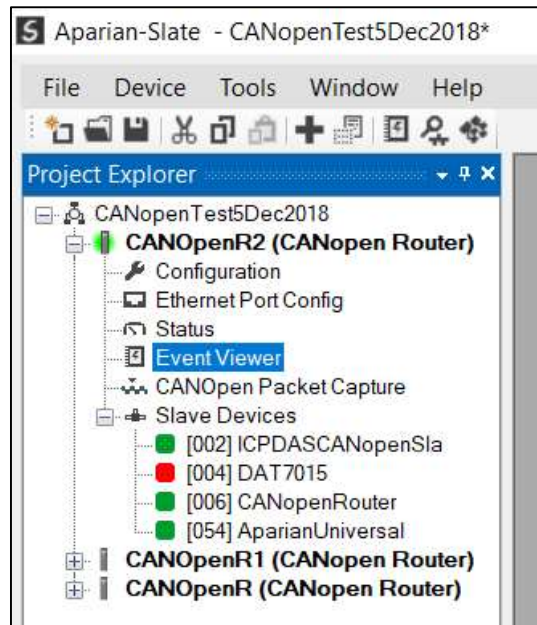 S Aparian-Slate - CANopenTest5Dec2018*
File Device Tools Window Help
Project Explorer
CANopenTest5Dec2018
CANOpenR2 (CANopen Router)
Configuration
Ethernet Port Config
Status
Event Viewer
CANOpen Packet Capture
Slave Devices
[002] ICPDASCANopenSla
[004] DAT7015
[006] CANopenRouter
[054] AparianUniversal
CANOpenR1 (CANopen Router)
CANOpenR (CANopen Router)